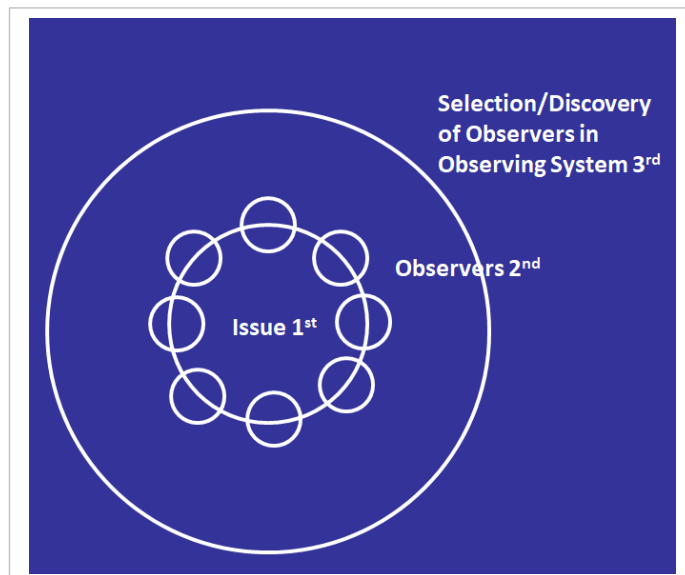 Selection/Discovery
of Observers in
Observing System 3rd
Observers 2nd
Issue 1st